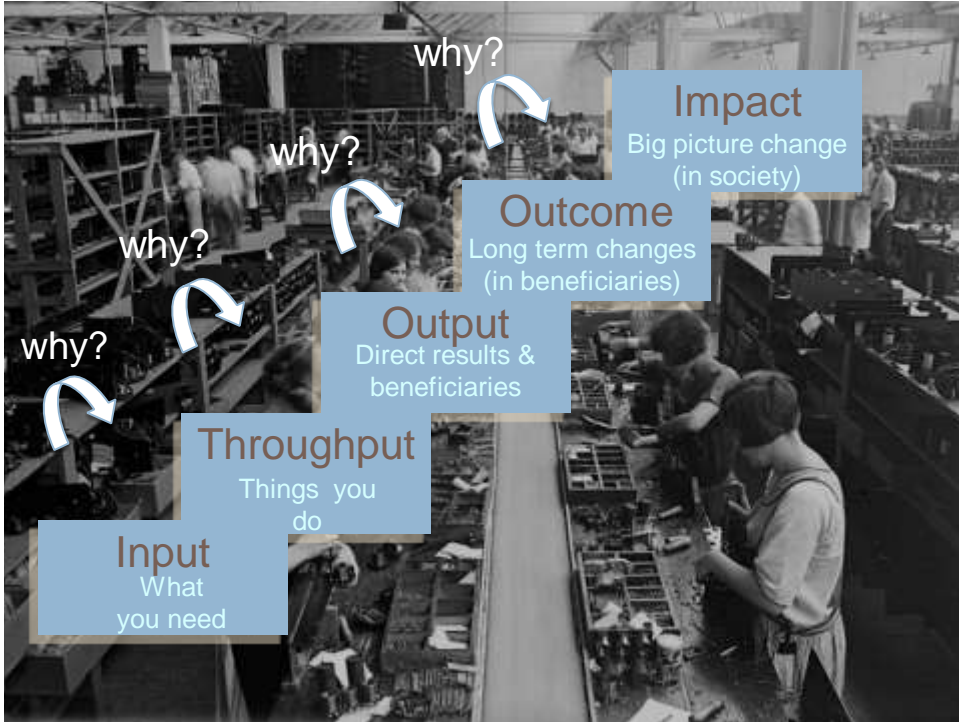 why?
Impact
Big picture change
(in society)
why?
Outcome
Long term changes
(in beneficiaries)
why?
Output
Direct results &
beneficiaries
why?
Throughput
Things you
do
Input
What
you need